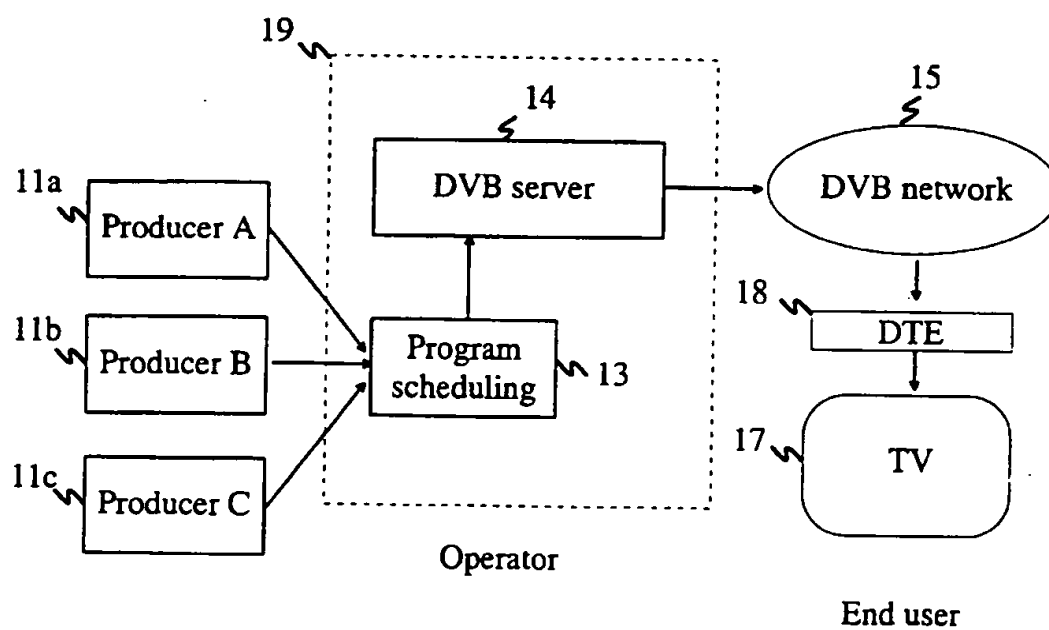 19
14
15
DVB server
DVB network
11a
Producer A
18
DTE
11b
Producer B
Program
scheduling
13
17
TV
11c
Producer C
Operator
End user